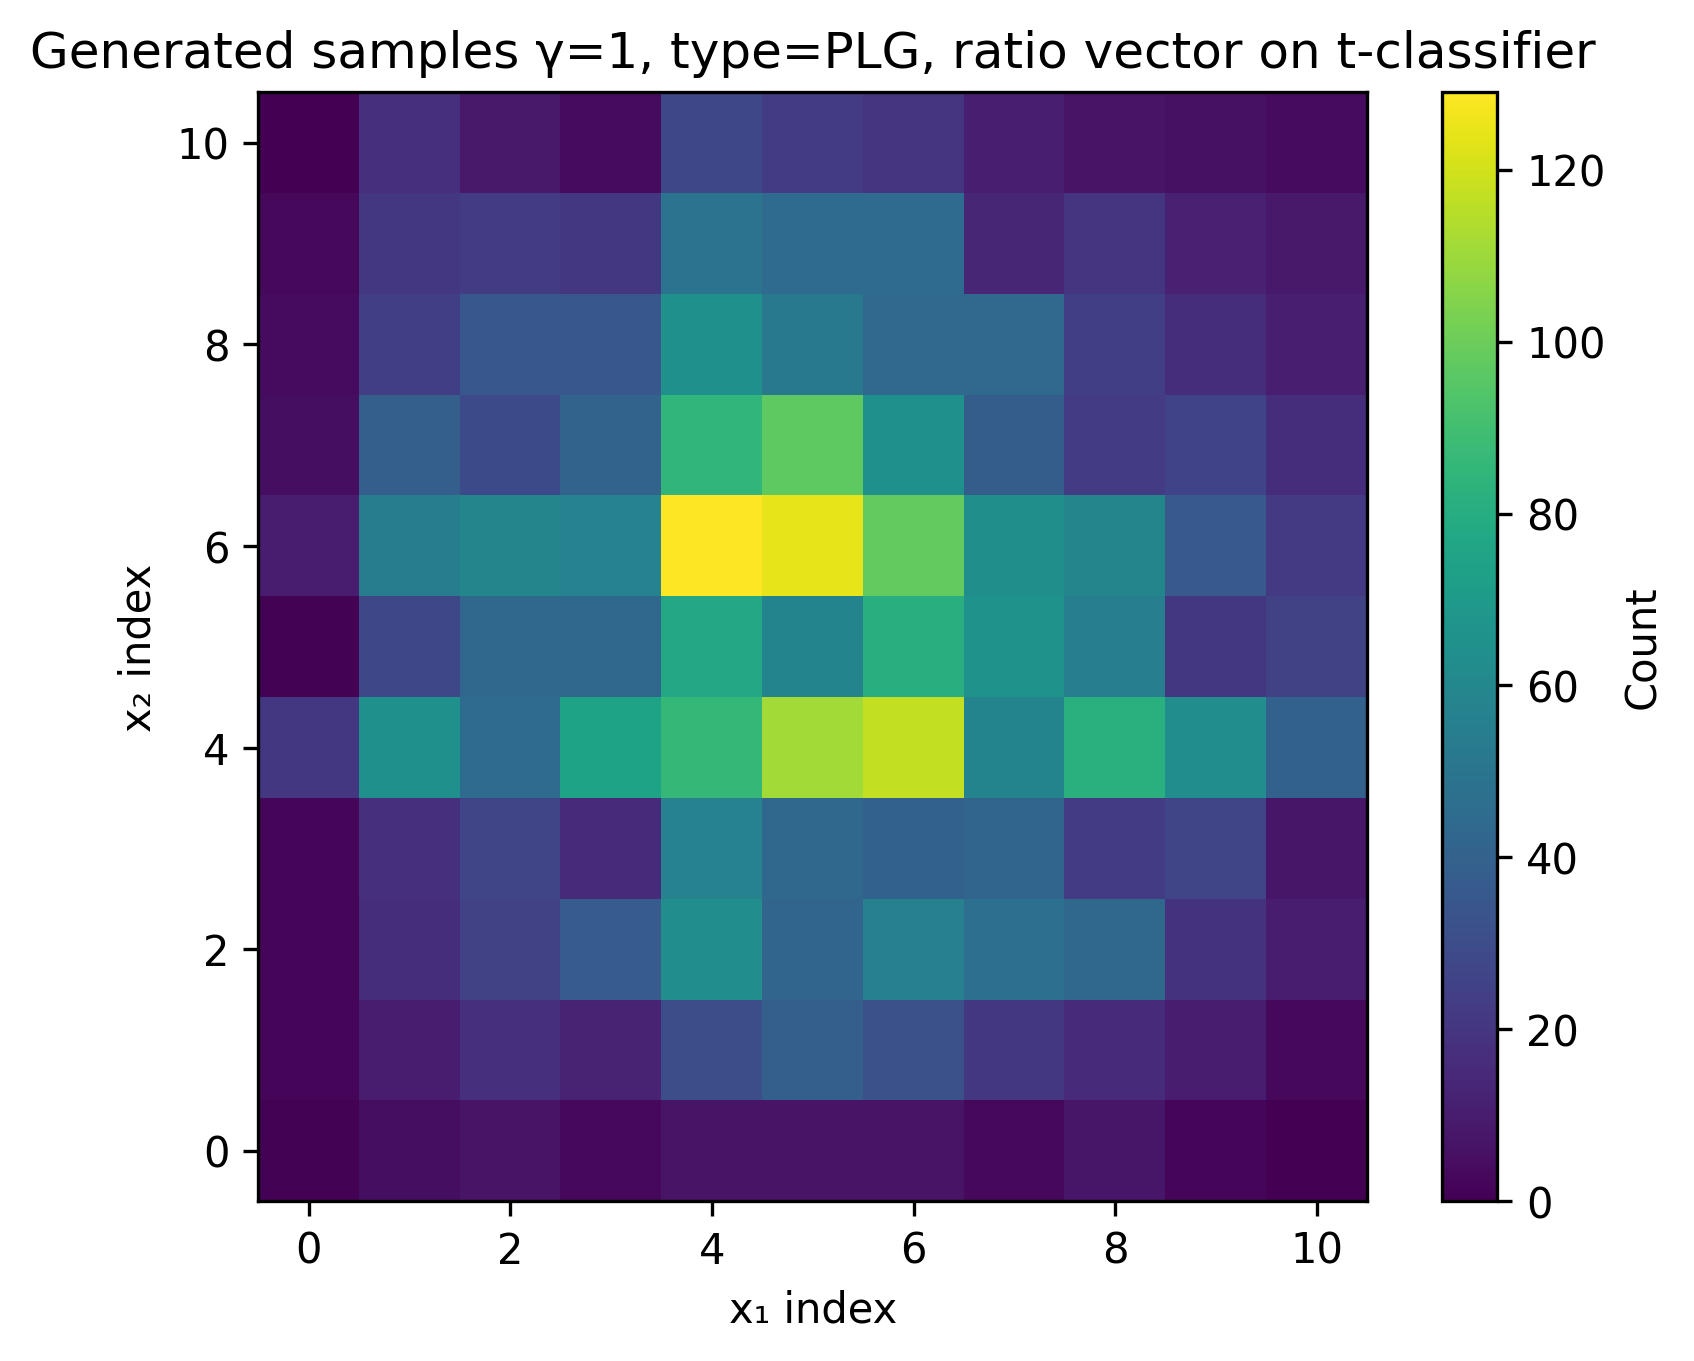 Generated samples γ=1, type=PLG, ratio vector on t-classifier
10
8
6
4
2
0
x₂ index
0 2 4 6 8 10
x₁ index
120
100
80
60
40
20
0
Count